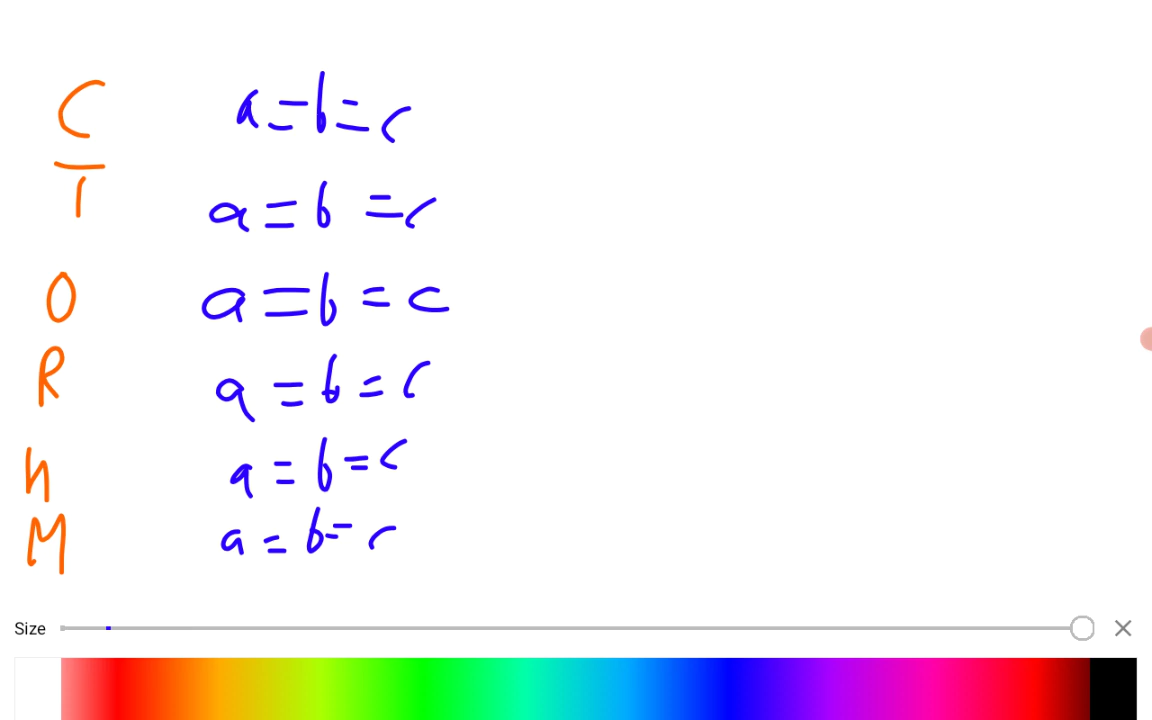 C a=b=c
T a=b=c
O a=b=c
R a=b=c
H a=b=c
M a=b=c
Size